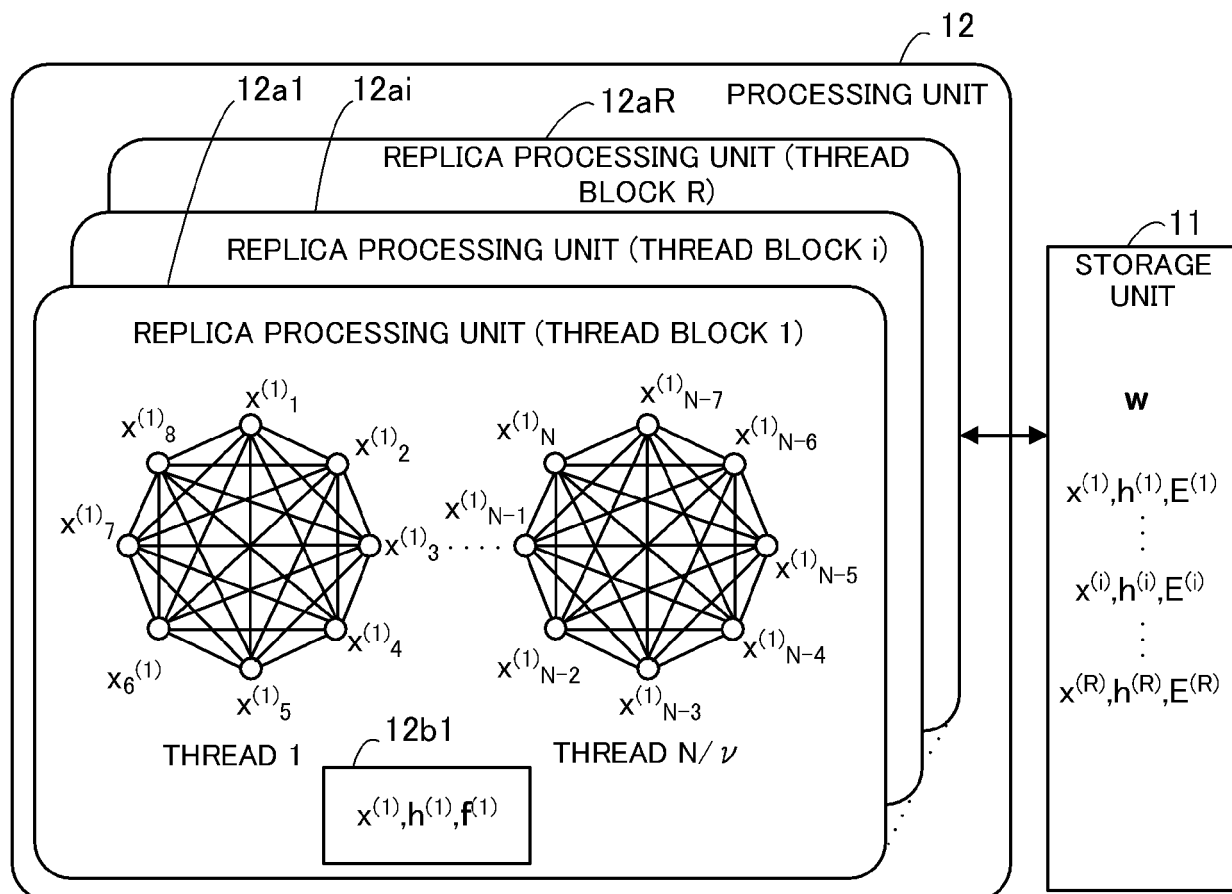 12
PROCESSING UNIT
12a1
12ai
12aR
REPLICA PROCESSING UNIT (THREAD
BLOCK R)
REPLICA PROCESSING UNIT (THREAD BLOCK i)
REPLICA PROCESSING UNIT (THREAD BLOCK 1)
x⁽¹⁾₁
x⁽¹⁾₂
x⁽¹⁾₃
x⁽¹⁾₄
x⁽¹⁾₅
x₆⁽¹⁾
x⁽¹⁾₇
x⁽¹⁾₈
· · · · ·
x⁽¹⁾N-7
x⁽¹⁾N-6
x⁽¹⁾N-5
x⁽¹⁾N-4
x⁽¹⁾N-3
x⁽¹⁾N-2
x⁽¹⁾N-1
x⁽¹⁾N
THREAD 1
THREAD N/ν
12b1
x⁽¹⁾,h⁽¹⁾,f⁽¹⁾
11
STORAGE
UNIT
w
x⁽¹⁾,h⁽¹⁾,E⁽¹⁾
x⁽ⁱ⁾,h⁽ⁱ⁾,E⁽ⁱ⁾
x⁽ᴿ⁾,h⁽ᴿ⁾,E⁽ᴿ⁾